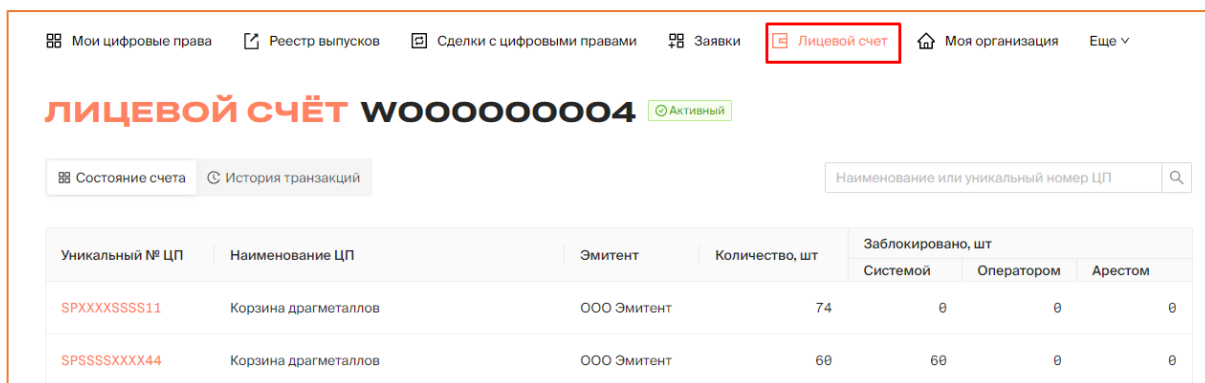 Мои цифровые права Реестр выпусков Сделки с цифровыми правами Заявки Лицевой счет Моя организация Еще
ЛИЦЕВОЙ СЧЁТ W000000004 Активный
Состояние счета История транзакций Наименование или уникальный номер ЦП
Уникальный № ЦП Наименование ЦП Эмитент Количество, шт Заблокировано, шт
Системой Оператором Арестом
SPXXXXSSSS11 Корзина драгметаллов ООО Эмитент 74 0 0 0
SPSSSSXXXX44 Корзина драгметаллов ООО Эмитент 60 60 0 0